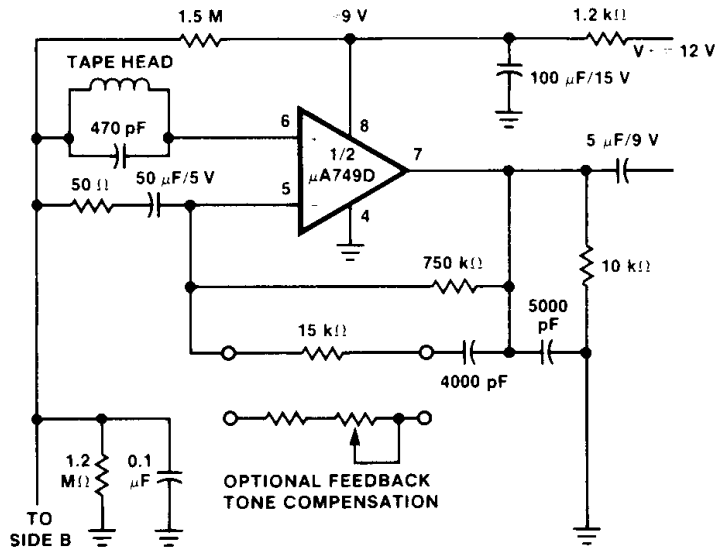 1.5 M
+9 V
1.2 kΩ
V+ = 12 V
TAPE HEAD
100 μF/15 V
470 pF
6
+
8
1/2
μA749D
7
5 μF/9 V
50 Ω
50 μF/5 V
5
−
4
750 kΩ
10 kΩ
15 kΩ
5000
pF
4000 pF
1.2
MΩ
0.1
μF
OPTIONAL FEEDBACK
TONE COMPENSATION
TO
SIDE B